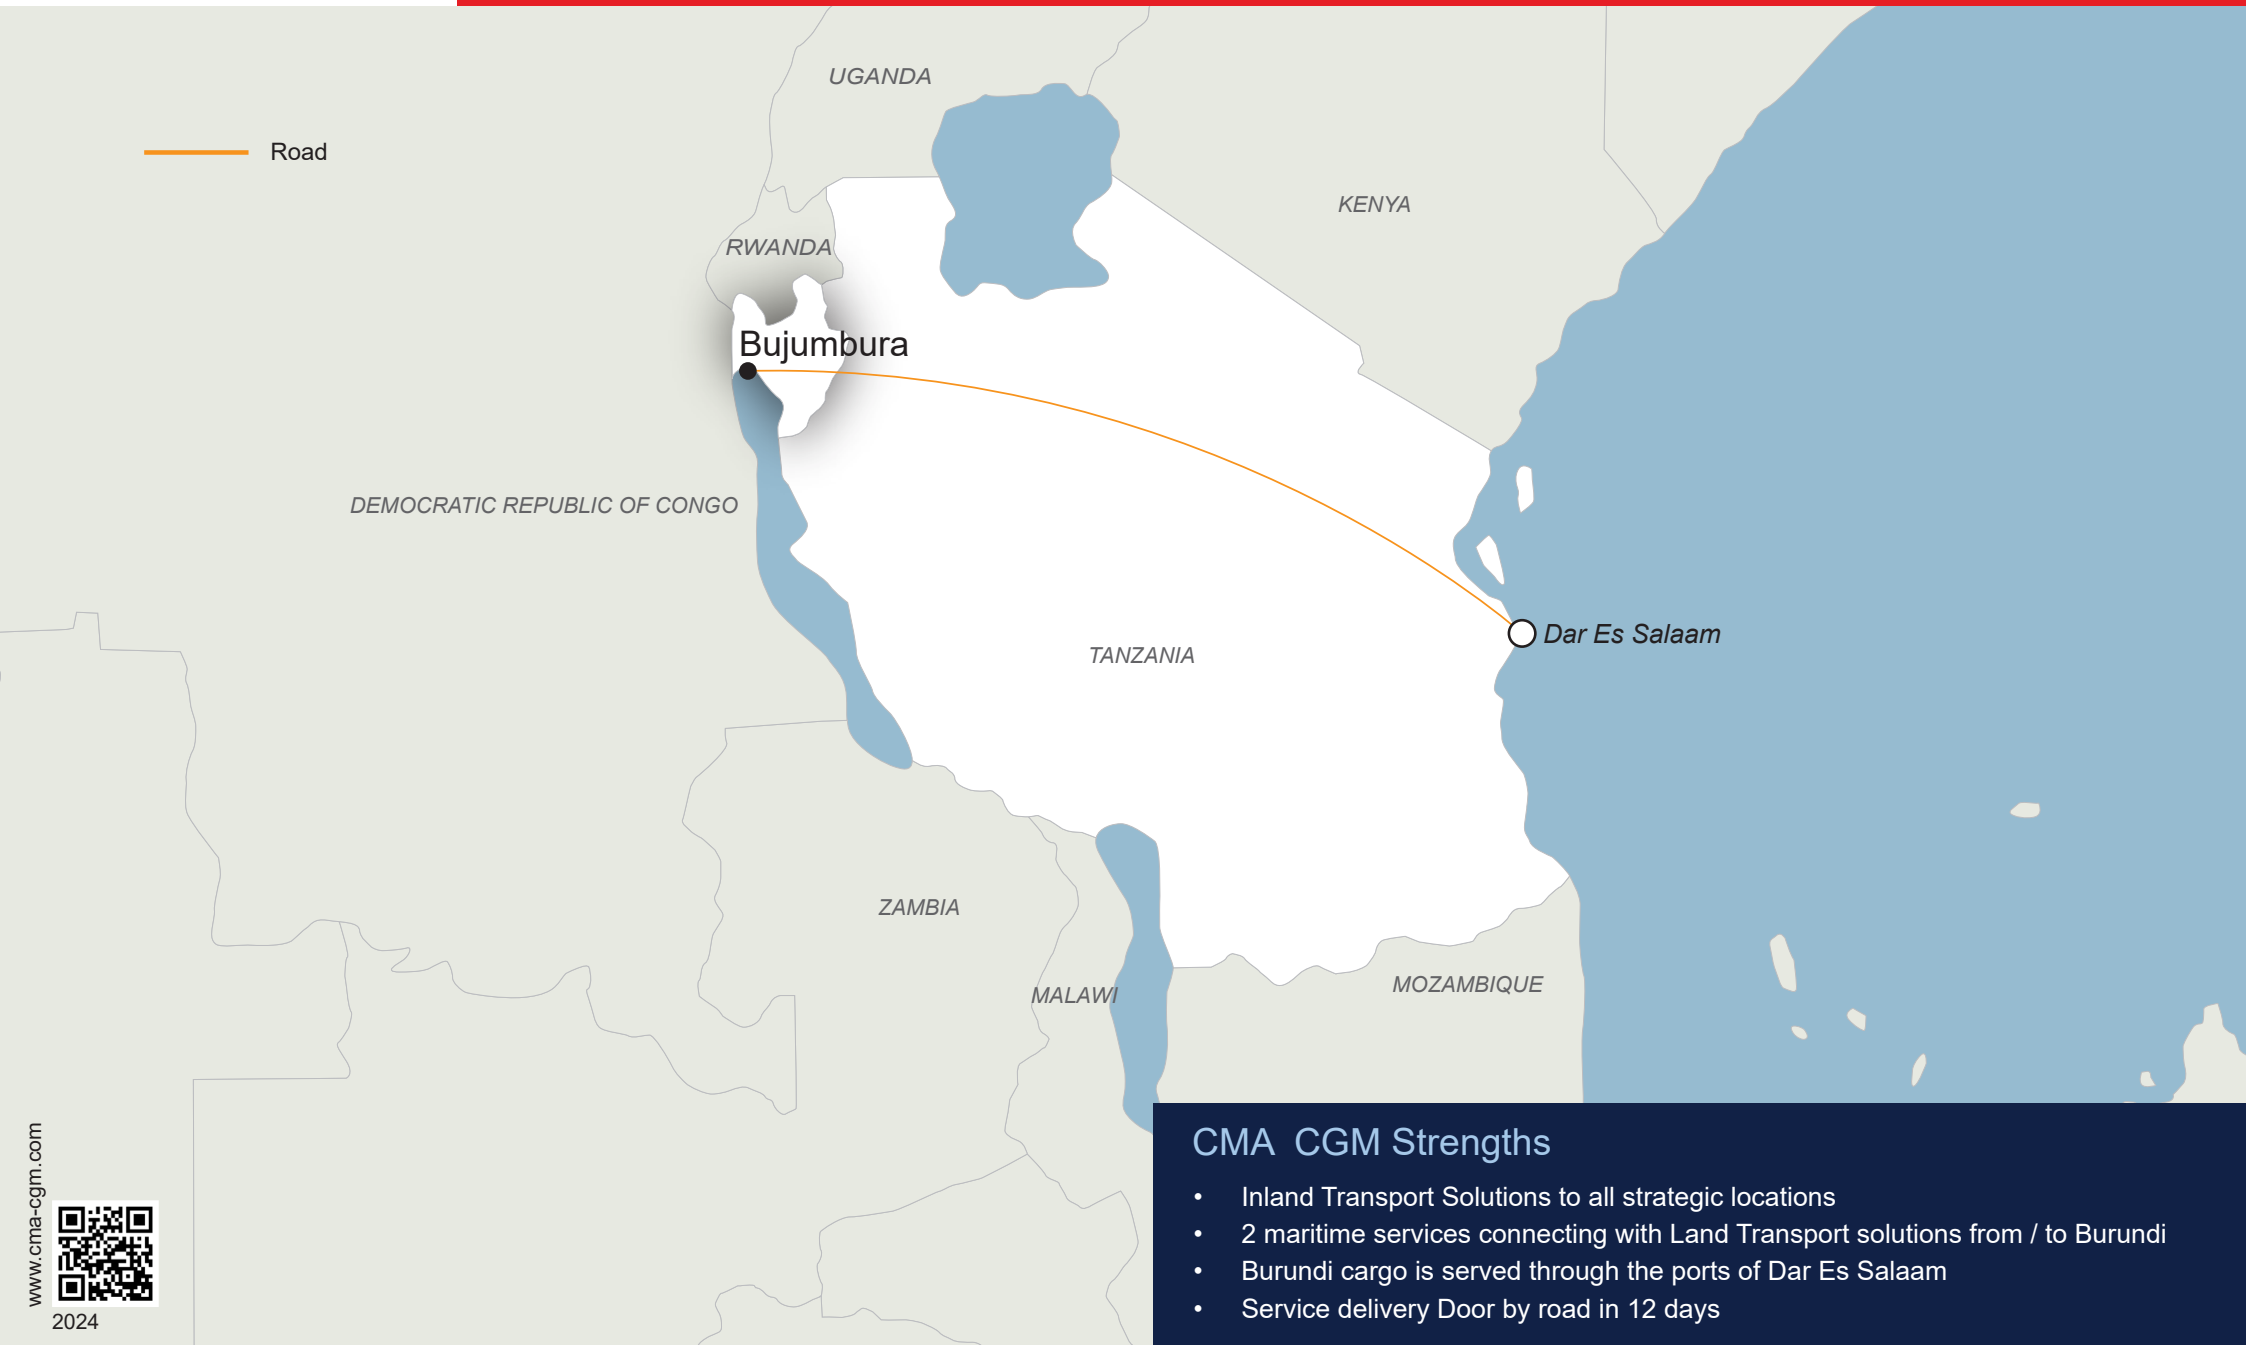 UGANDA
Road
KENYA
RWANDA
Bujumbura
DEMOCRATIC REPUBLIC OF CONGO
Dar Es Salaam
TANZANIA
ZAMBIA
MALAWI
MOZAMBIQUE
CMA CGM Strengths
• Inland Transport Solutions to all strategic locations
• 2 maritime services connecting with Land Transport solutions from / to Burundi
• Burundi cargo is served through the ports of Dar Es Salaam
• Service delivery Door by road in 12 days
www.cma-cgm.com
2024